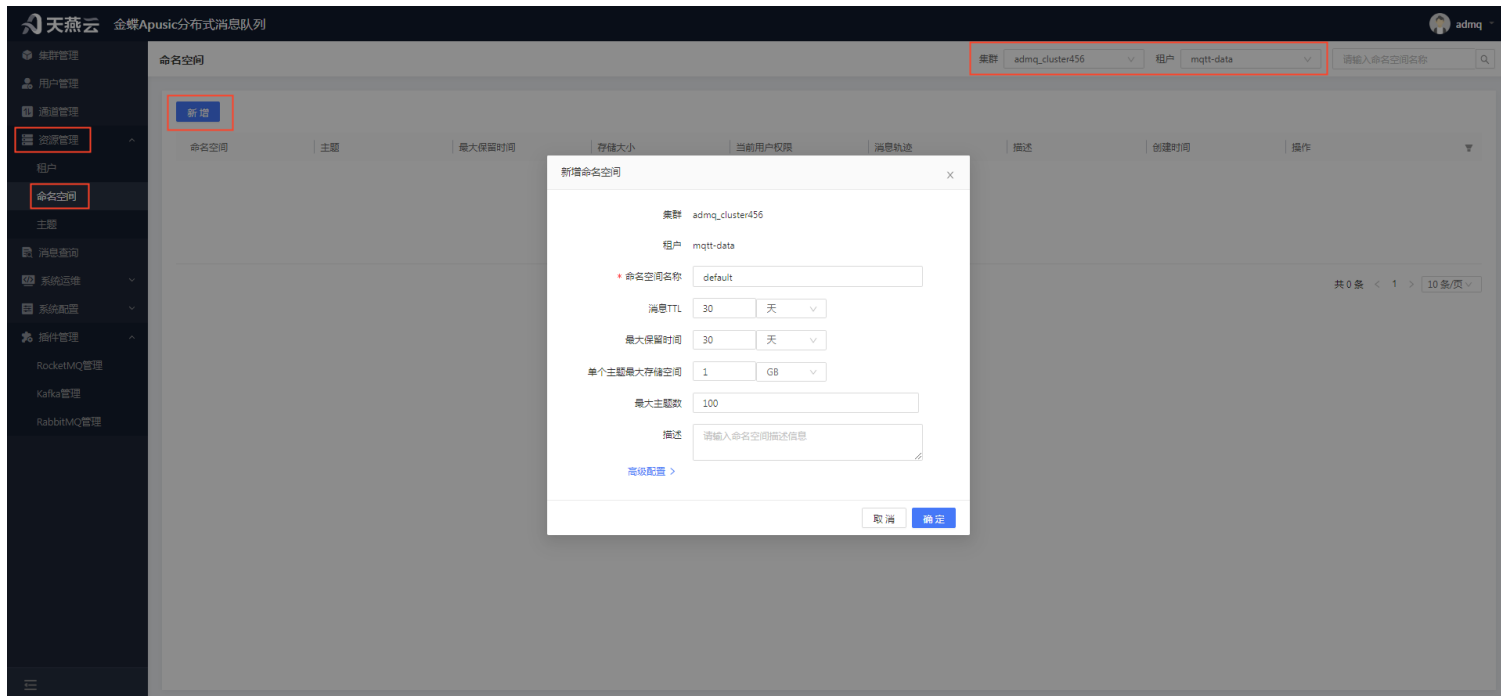 天燕云 金蝶Apusic分布式消息队列
admq
集群管理
用户管理
通道管理
资源管理
租户
命名空间
主题
消息查询
系统运维
系统配置
插件管理
RocketMQ管理
Kafka管理
RabbitMQ管理
命名空间
集群 admq_cluster456 租户 mqtt-data 请输入命名空间名称
新增
命名空间 主题 最大保留时间 存储大小 当前用户权限 消息轨迹 描述 创建时间 操作
共 0 条 < 1 > 10 条/页
新增命名空间
集群 admq_cluster456
租户 mqtt-data
* 命名空间名称 default
消息TTL 30 天
最大保留时间 30 天
单个主题最大存储空间 1 GB
最大主题数 100
描述 请输入命名空间描述信息
高级配置 >
取消 确定